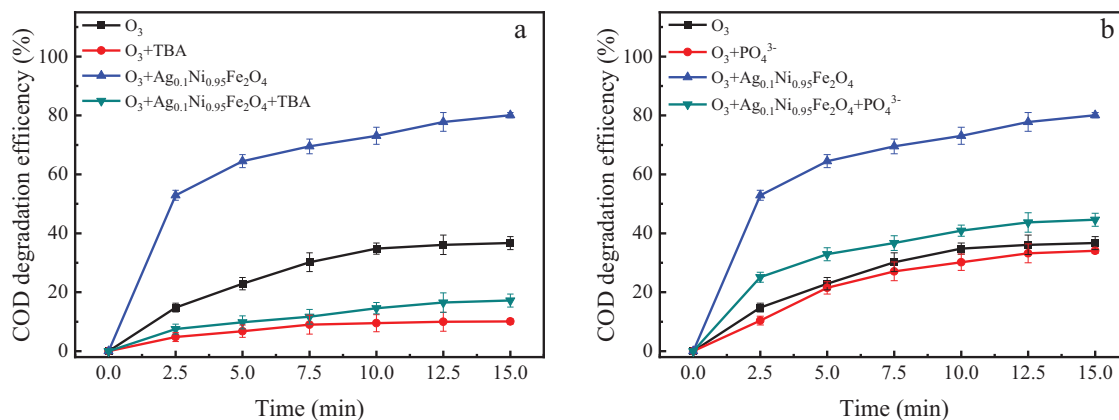 a
O₃
O₃+TBA
O₃+Ag₀.₁Ni₀.₉₅Fe₂O₄
O₃+Ag₀.₁Ni₀.₉₅Fe₂O₄+TBA
COD degradation effiicency (%)
100
80
60
40
20
0
0.0 2.5 5.0 7.5 10.0 12.5 15.0
Time (min)
b
O₃
O₃+PO₄³⁻
O₃+Ag₀.₁Ni₀.₉₅Fe₂O₄
O₃+Ag₀.₁Ni₀.₉₅Fe₂O₄+PO₄³⁻
COD degradation effiicency (%)
100
80
60
40
20
0
0.0 2.5 5.0 7.5 10.0 12.5 15.0
Time (min)